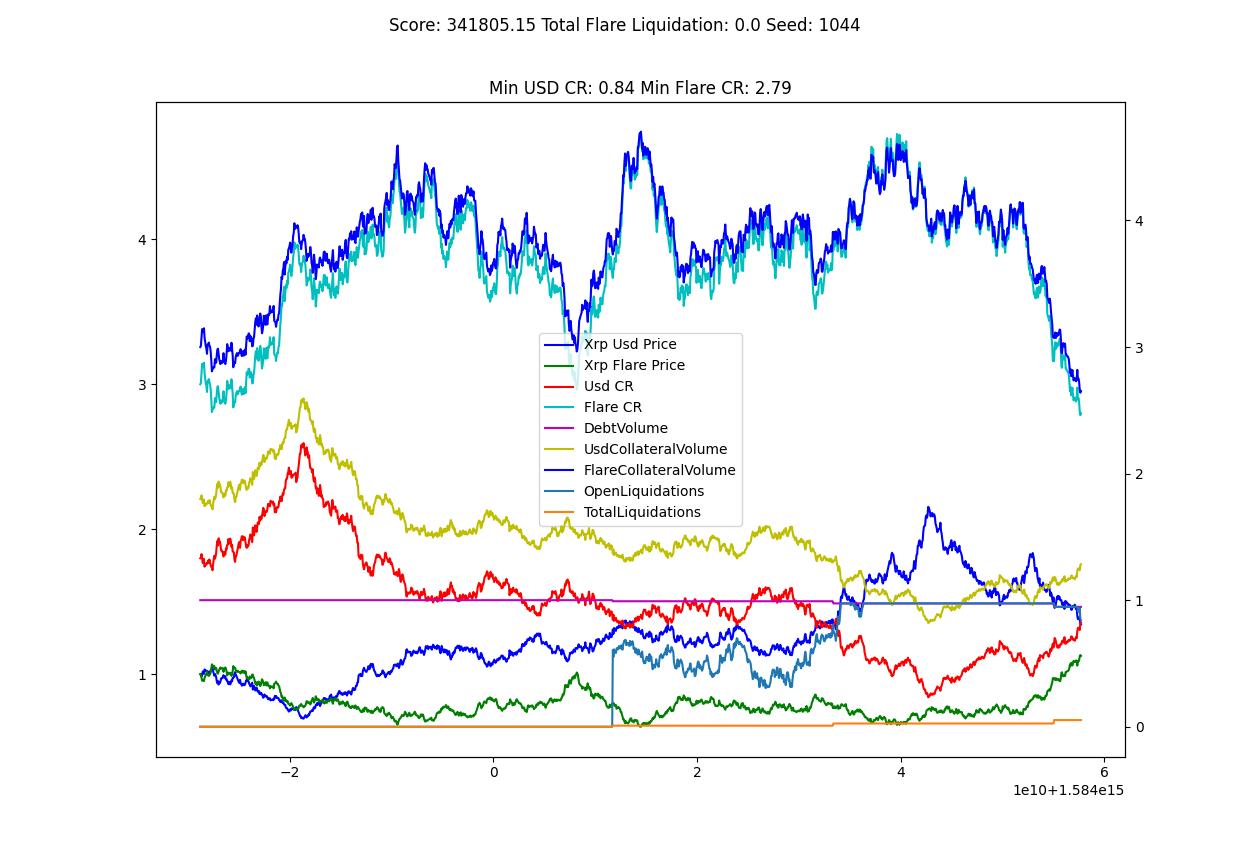 Score: 341805.15 Total Flare Liquidation: 0.0 Seed: 1044
Min USD CR: 0.84 Min Flare CR: 2.79
4
3
2
1
4
3
2
1
0
Xrp Usd Price
Xrp Flare Price
Usd CR
Flare CR
DebtVolume
UsdCollateralVolume
FlareCollateralVolume
OpenLiquidations
TotalLiquidations
−2 0 2 4 6
1e10+1.584e15